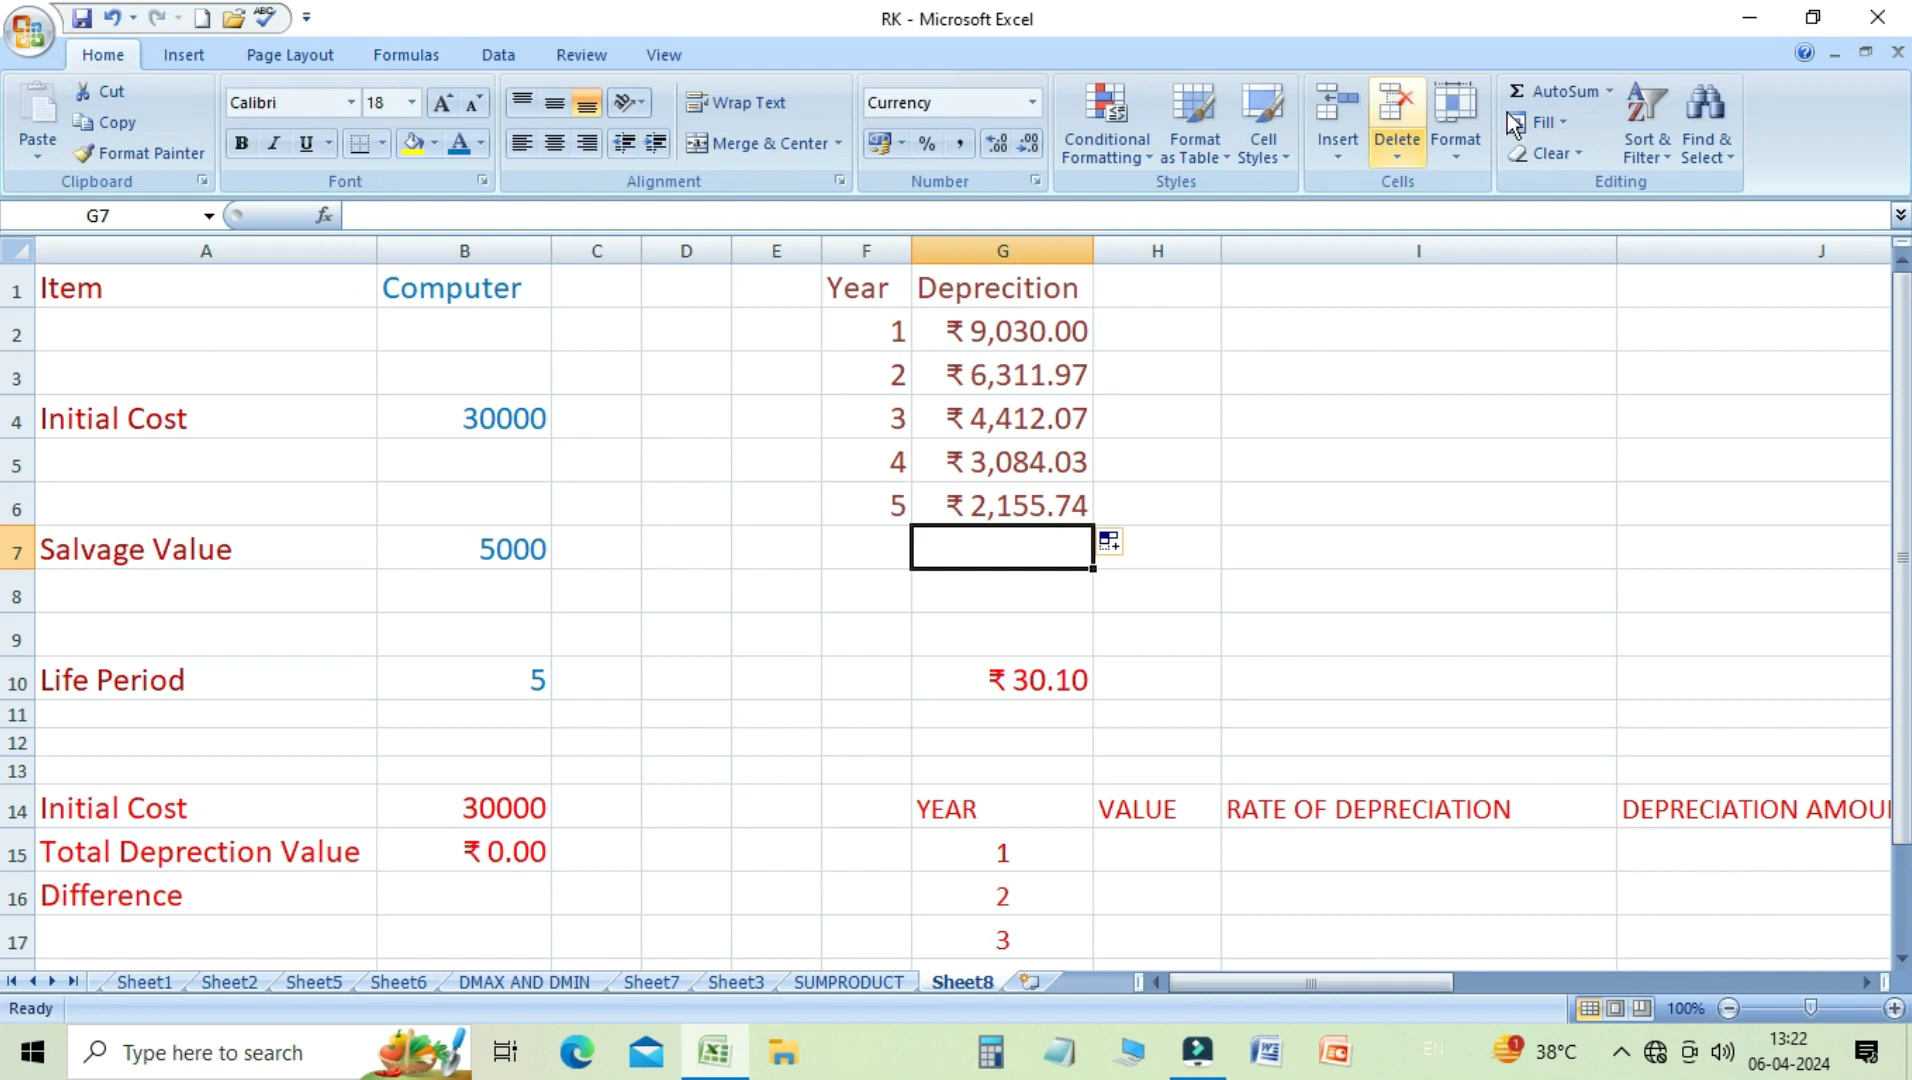 RK - Microsoft Excel
Home Insert Page Layout Formulas Data Review View
Paste
Cut
Copy
Format Painter
Clipboard
Calibri 18
B I U
Font
Wrap Text
Merge & Center
Alignment
Currency
%
Number
Conditional Formatting
Format as Table
Cell Styles
Styles
Insert
Delete
Format
Cells
Σ AutoSum
Fill
Clear
Sort & Filter
Find & Select
Editing
G7 fx
A B C D E F G H I J
1 Item Computer Year Deprecition
2 1 ₹ 9,030.00
3 2 ₹ 6,311.97
4 Initial Cost 30000 3 ₹ 4,412.07
5 4 ₹ 3,084.03
6 5 ₹ 2,155.74
7 Salvage Value 5000
8
9
10 Life Period 5 ₹ 30.10
11
12
13
14 Initial Cost 30000 YEAR VALUE RATE OF DEPRECIATION DEPRECIATION AMOU
15 Total Deprection Value ₹ 0.00 1
16 Difference 2
17 3
Sheet1 Sheet2 Sheet5 Sheet6 DMAX AND DMIN Sheet7 Sheet3 SUMPRODUCT Sheet8
Ready 100%
Type here to search EN 1 38°C 13:22
06-04-2024